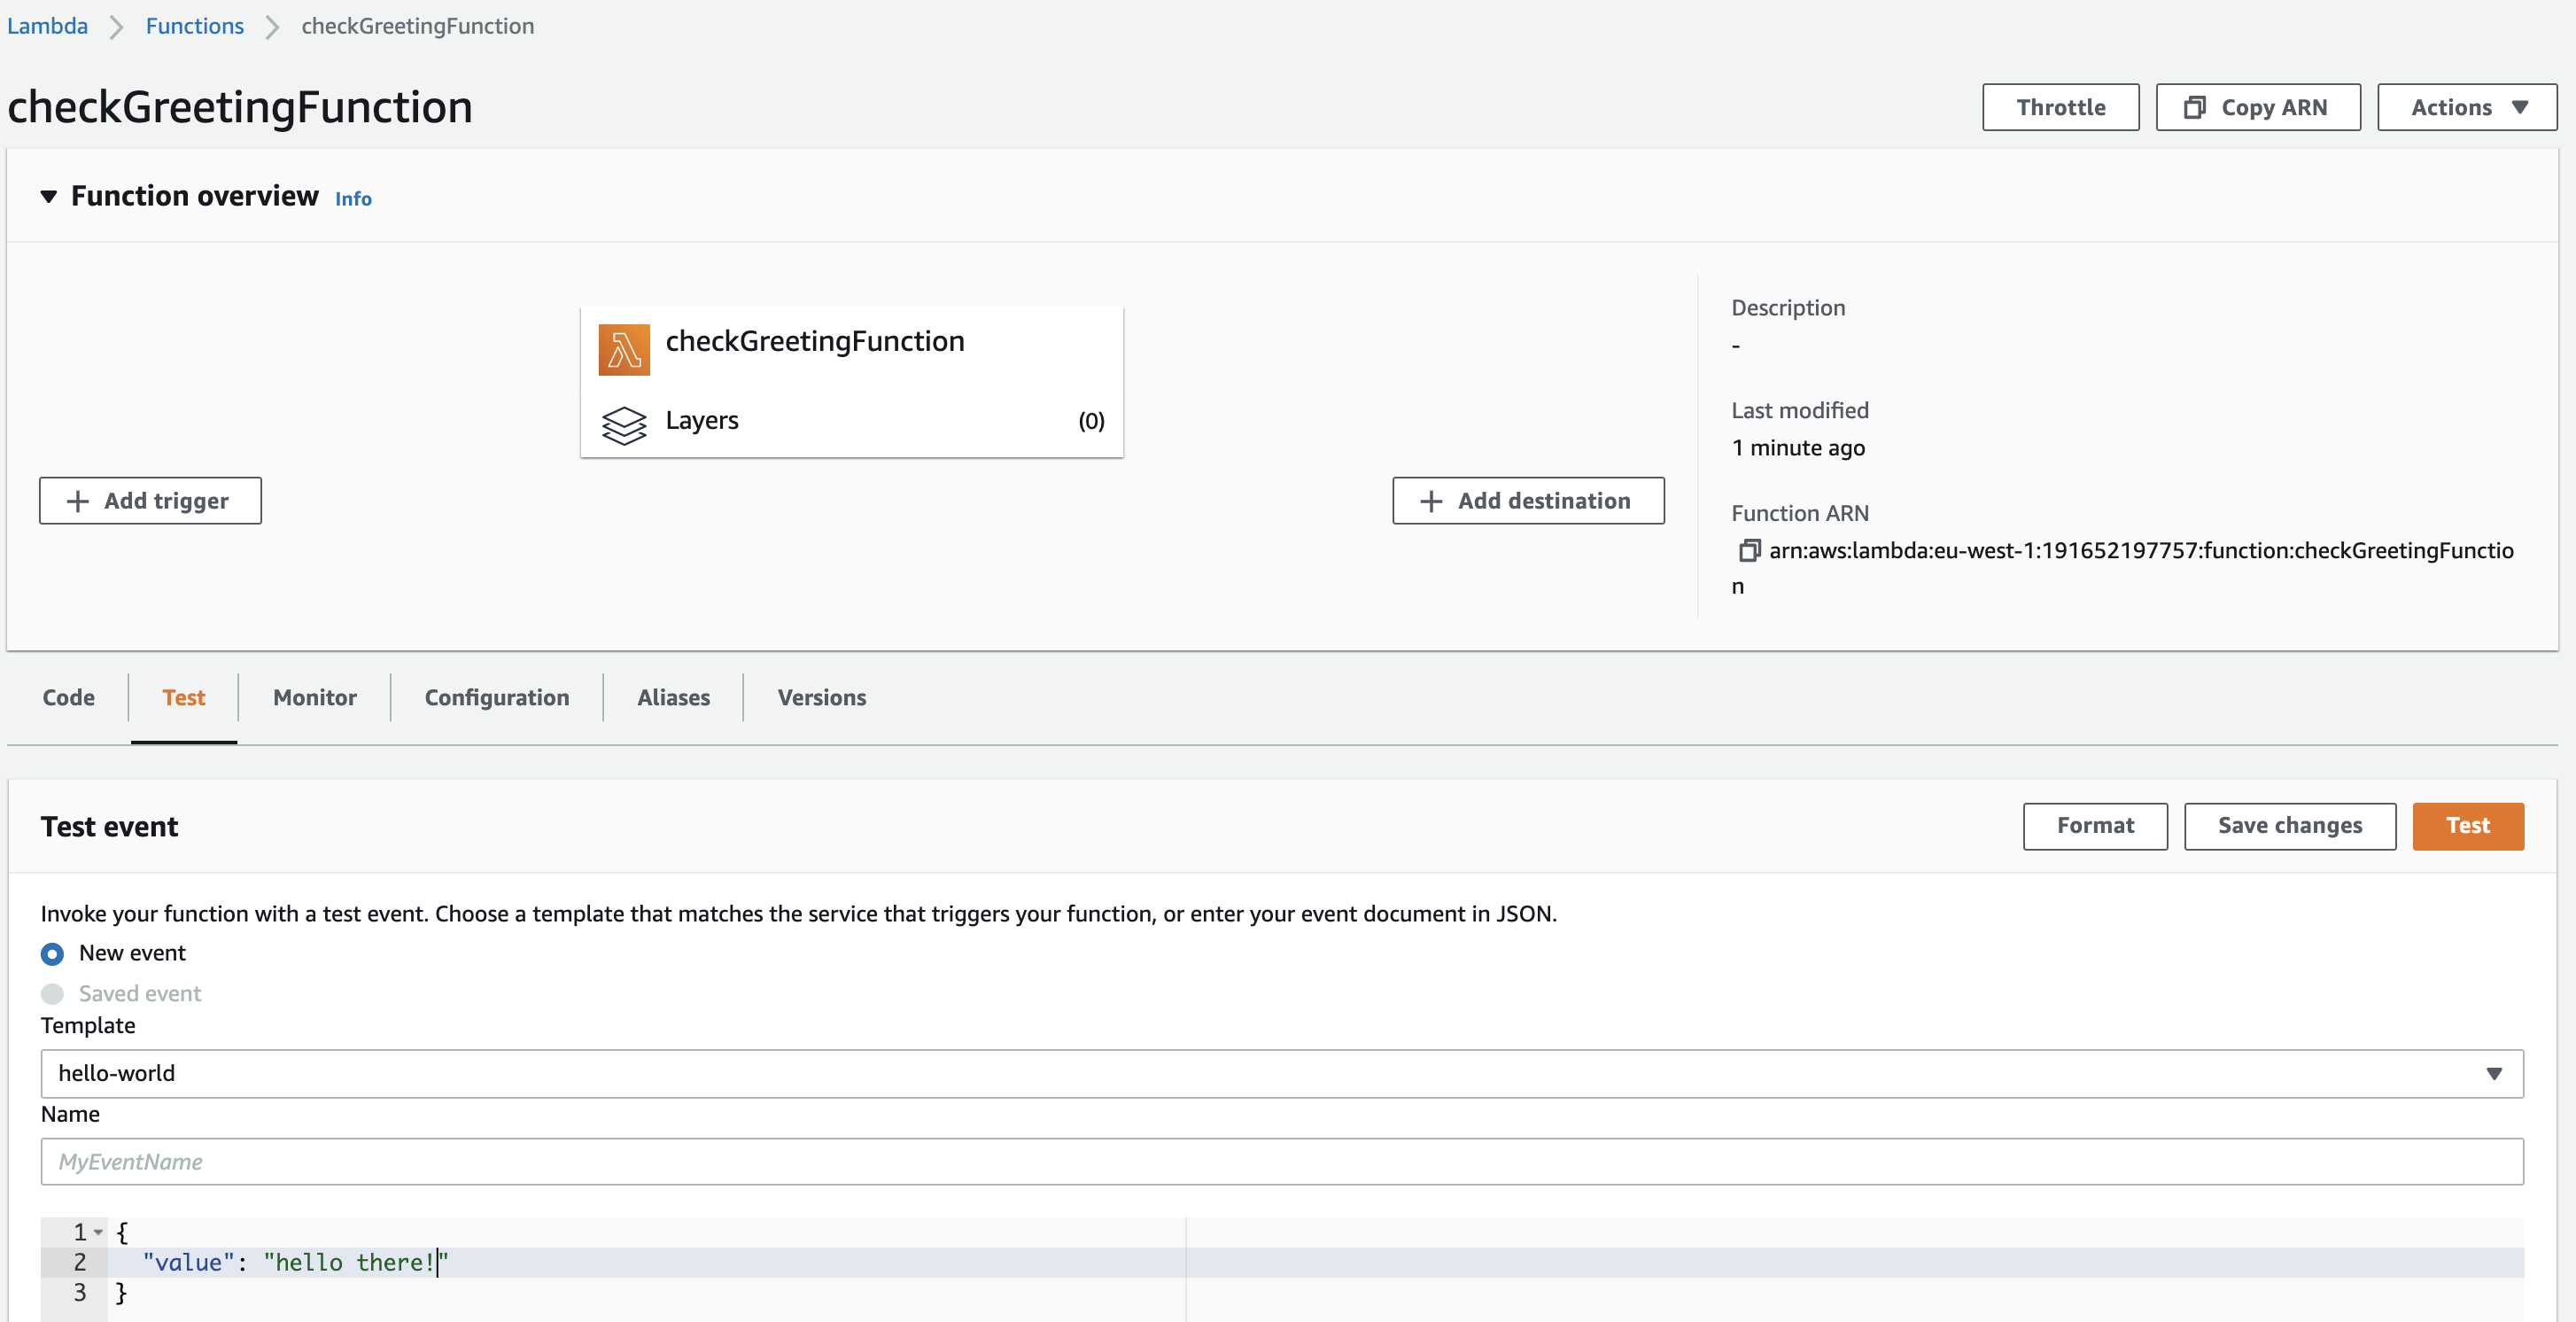 Lambda Functions checkGreetingFunction
checkGreetingFunction
Throttle Copy ARN Actions
Function overview Info
checkGreetingFunction
Layers (0)
Add trigger
Add destination
Description
-
Last modified
1 minute ago
Function ARN
arn:aws:lambda:eu-west-1:191652197757:function:checkGreetingFunctio
n
Code Test Monitor Configuration Aliases Versions
Test event
Format Save changes Test
Invoke your function with a test event. Choose a template that matches the service that triggers your function, or enter your event document in JSON.
New event
Saved event
Template
hello-world
Name
MyEventName
1 {
2 "value": "hello there!"
3 }